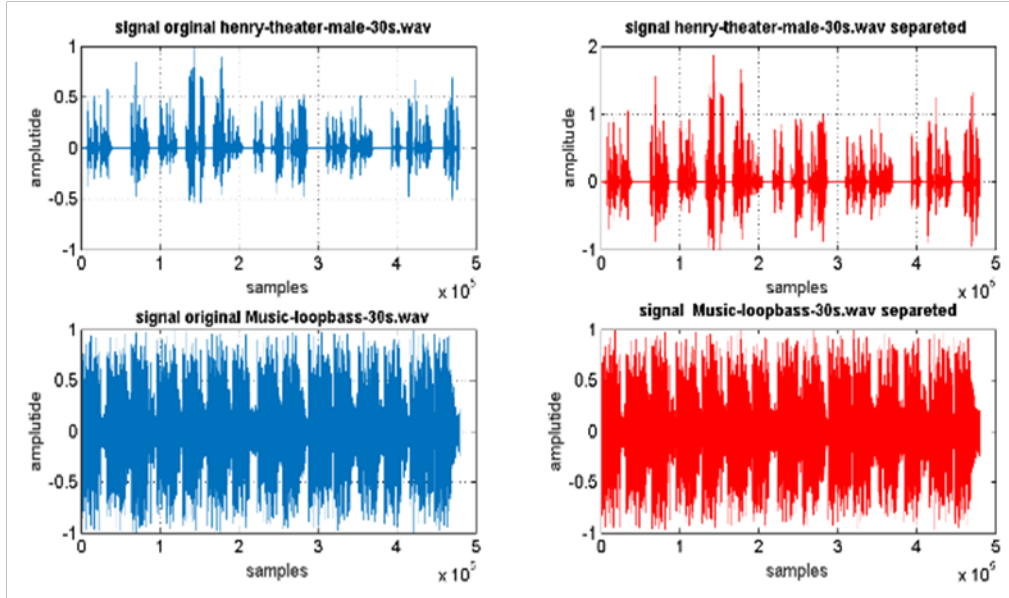 signal orginal henry-theater-male-30s.wav
amplutide
1
0.5
0
-0.5
-1
0 1 2 3 4 5
samples
x 10^5
signal henry-theater-male-30s.wav separeted
amplitude
2
1
0
-1
0 1 2 3 4 5
samples
x 10^5
signal original Music-loopbass-30s.wav
amplutide
1
0.5
0
-0.5
-1
0 1 2 3 4 5
samples
x 10^5
signal Music-loopbass-30s.wav separeted
amplutide
1
0.5
0
-0.5
-1
0 1 2 3 4 5
samples
x 10^5